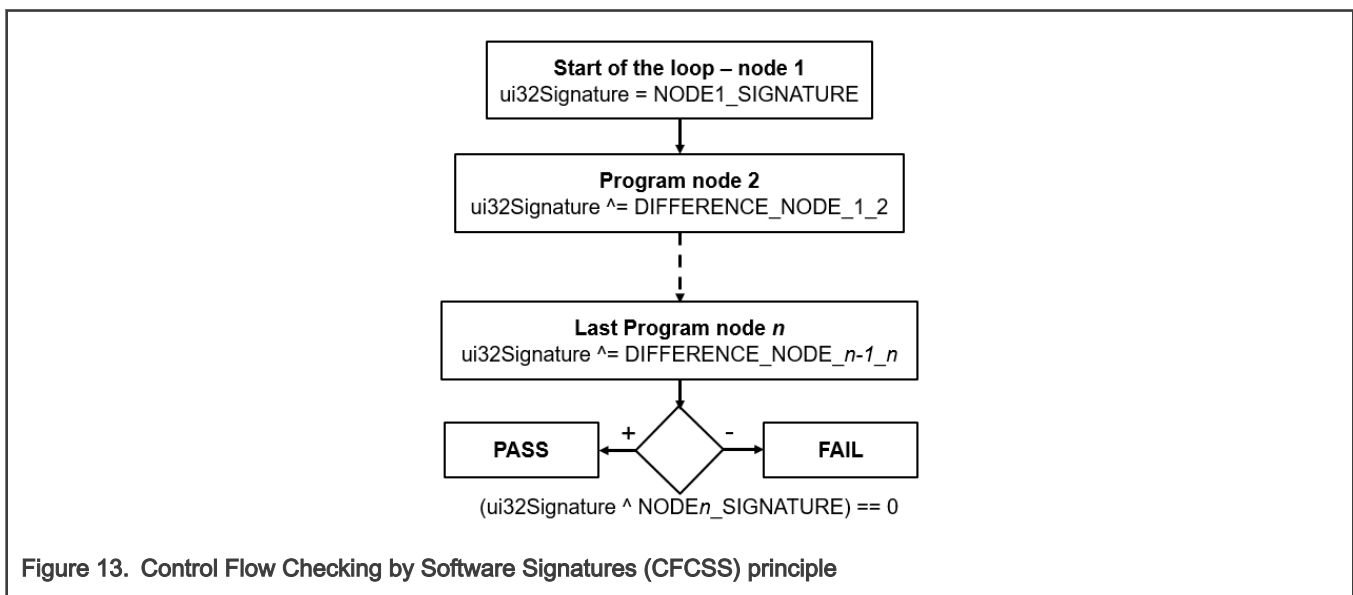 Start of the loop – node 1
ui32Signature = NODE1_SIGNATURE
Program node 2
ui32Signature ^= DIFFERENCE_NODE_1_2
Last Program node n
ui32Signature ^= DIFFERENCE_NODE_n-1_n
PASS
+
-
FAIL
(ui32Signature ^ NODEn_SIGNATURE) == 0
Figure 13. Control Flow Checking by Software Signatures (CFCSS) principle